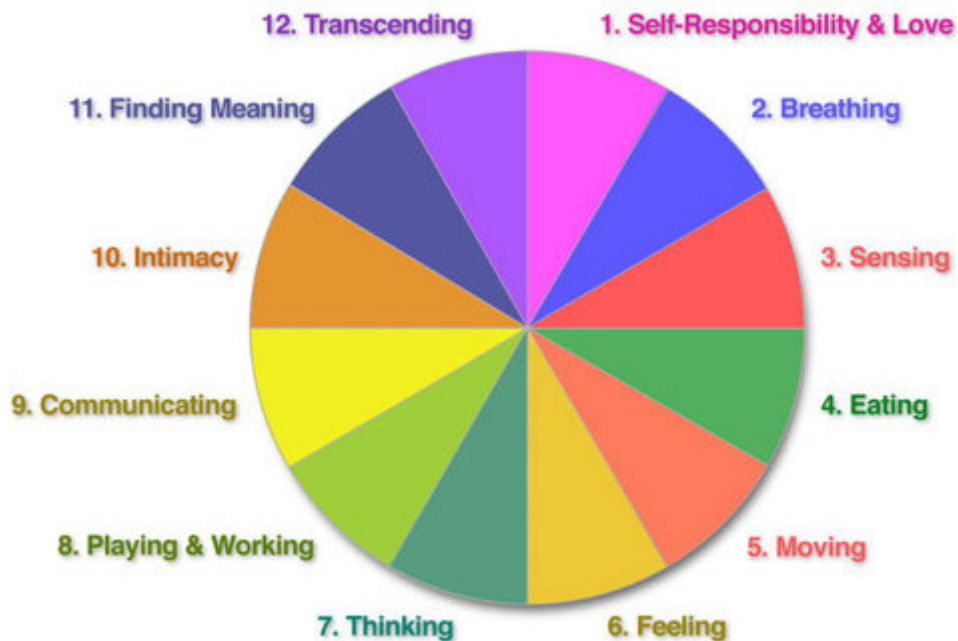 1. Self-Responsibility & Love
2. Breathing
3. Sensing
4. Eating
5. Moving
6. Feeling
7. Thinking
8. Playing & Working
9. Communicating
10. Intimacy
11. Finding Meaning
12. Transcending